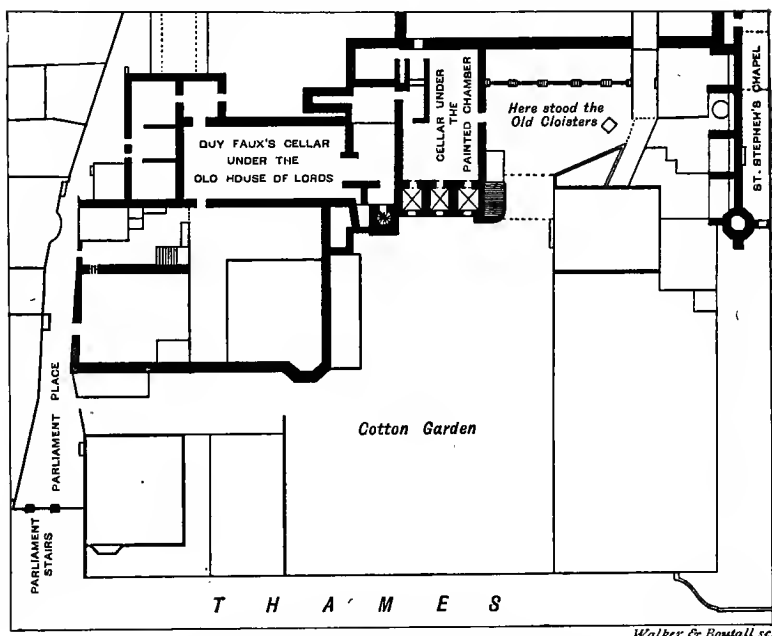 GUY FAUX'S CELLAR
UNDER THE
OLD HOUSE OF LORDS
CELLAR UNDER
THE
PAINTED CHAMBER
Here stood the
Old Cloisters
ST. STEPHEN'S CHAPEL
PARLIAMENT PLACE
Cotton Garden
PARLIAMENT
STAIRS
THAMES
Walker & Boutall sc